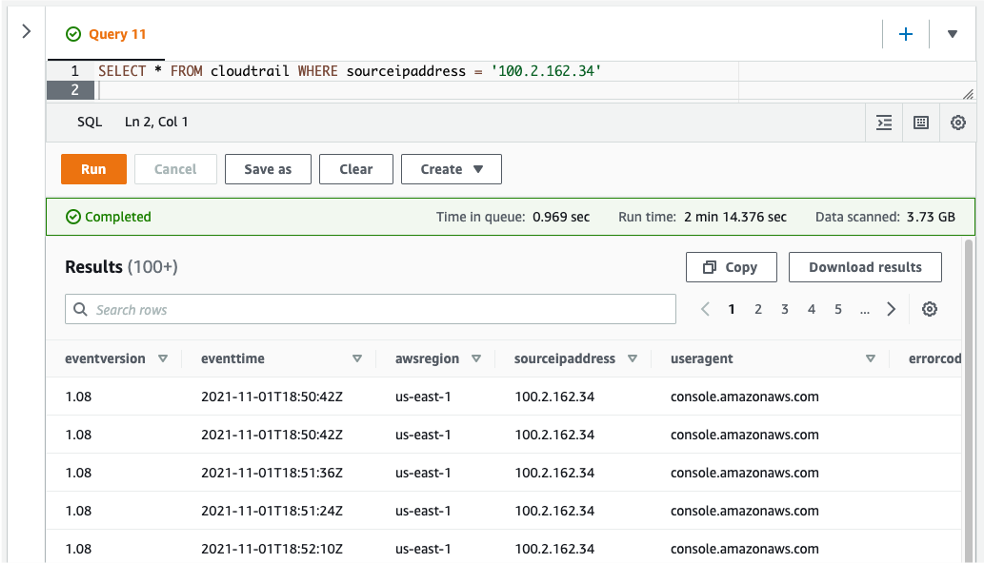 Query 11
1 SELECT * FROM cloudtrail WHERE sourceipaddress = '100.2.162.34'
2
SQL Ln 2, Col 1
Run Cancel Save as Clear Create
Completed Time in queue: 0.969 sec Run time: 2 min 14.376 sec Data scanned: 3.73 GB
Results (100+) Copy Download results
Search rows 1 2 3 4 5 ...
eventversion eventtime awsregion sourceipaddress useragent errorcod
1.08 2021-11-01T18:50:42Z us-east-1 100.2.162.34 console.amazonaws.com
1.08 2021-11-01T18:50:42Z us-east-1 100.2.162.34 console.amazonaws.com
1.08 2021-11-01T18:51:36Z us-east-1 100.2.162.34 console.amazonaws.com
1.08 2021-11-01T18:51:24Z us-east-1 100.2.162.34 console.amazonaws.com
1.08 2021-11-01T18:52:10Z us-east-1 100.2.162.34 console.amazonaws.com